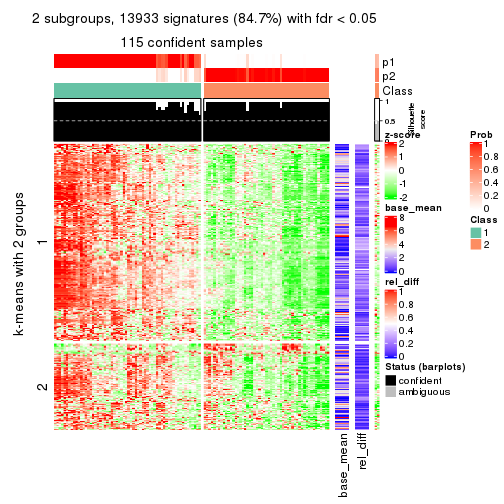 2 subgroups, 13933 signatures (84.7%) with fdr < 0.05
115 confident samples
p1
p2
Class
1
0.5
0
Silhouette
score
k-means with 2 groups
1
2
base_mean
rel_diff
z-score
2
1
0
-1
-2
base_mean
8
6
4
2
0
rel_diff
1
0.8
0.6
0.4
0.2
0
Status (barplots)
confident
ambiguous
Prob
1
0.8
0.6
0.4
0.2
0
Class
1
2